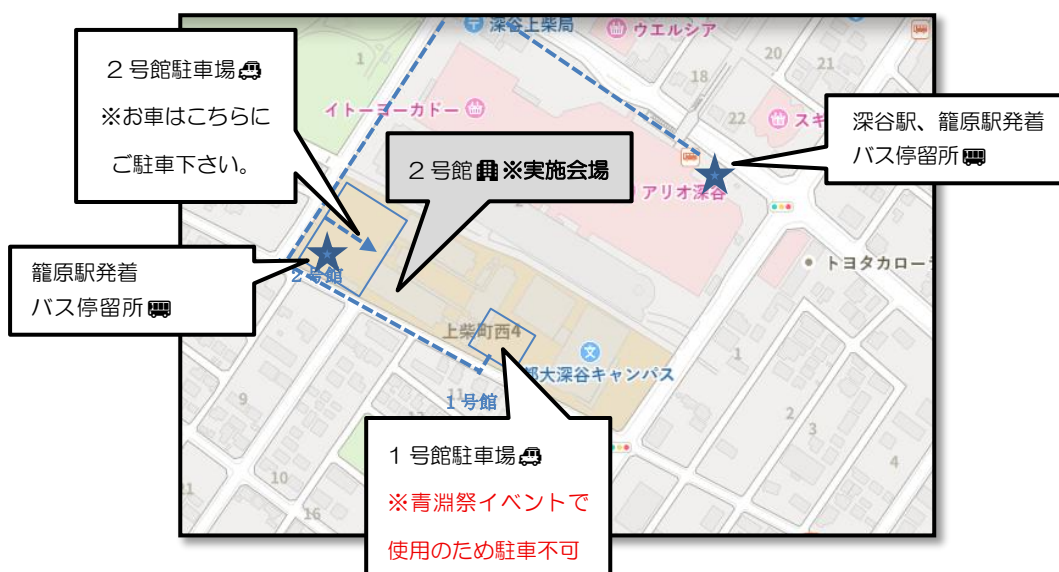 深谷上柴局
ウエルシア
1
20
21
18
22
イトーヨーカドー
スキ
2号館駐車場
※お車はこちらに
ご駐車下さい。
深谷駅、籠原駅発着
バス停留所
2号館 ※実施会場
アリオ深谷
籠原駅発着
バス停留所
2号館
トヨタカローラ
上柴町西4
都大深谷キャンパス
1
11
9
1号館
2
3
4
10
16
21
1号館駐車場
※青淵祭イベントで
使用のため駐車不可